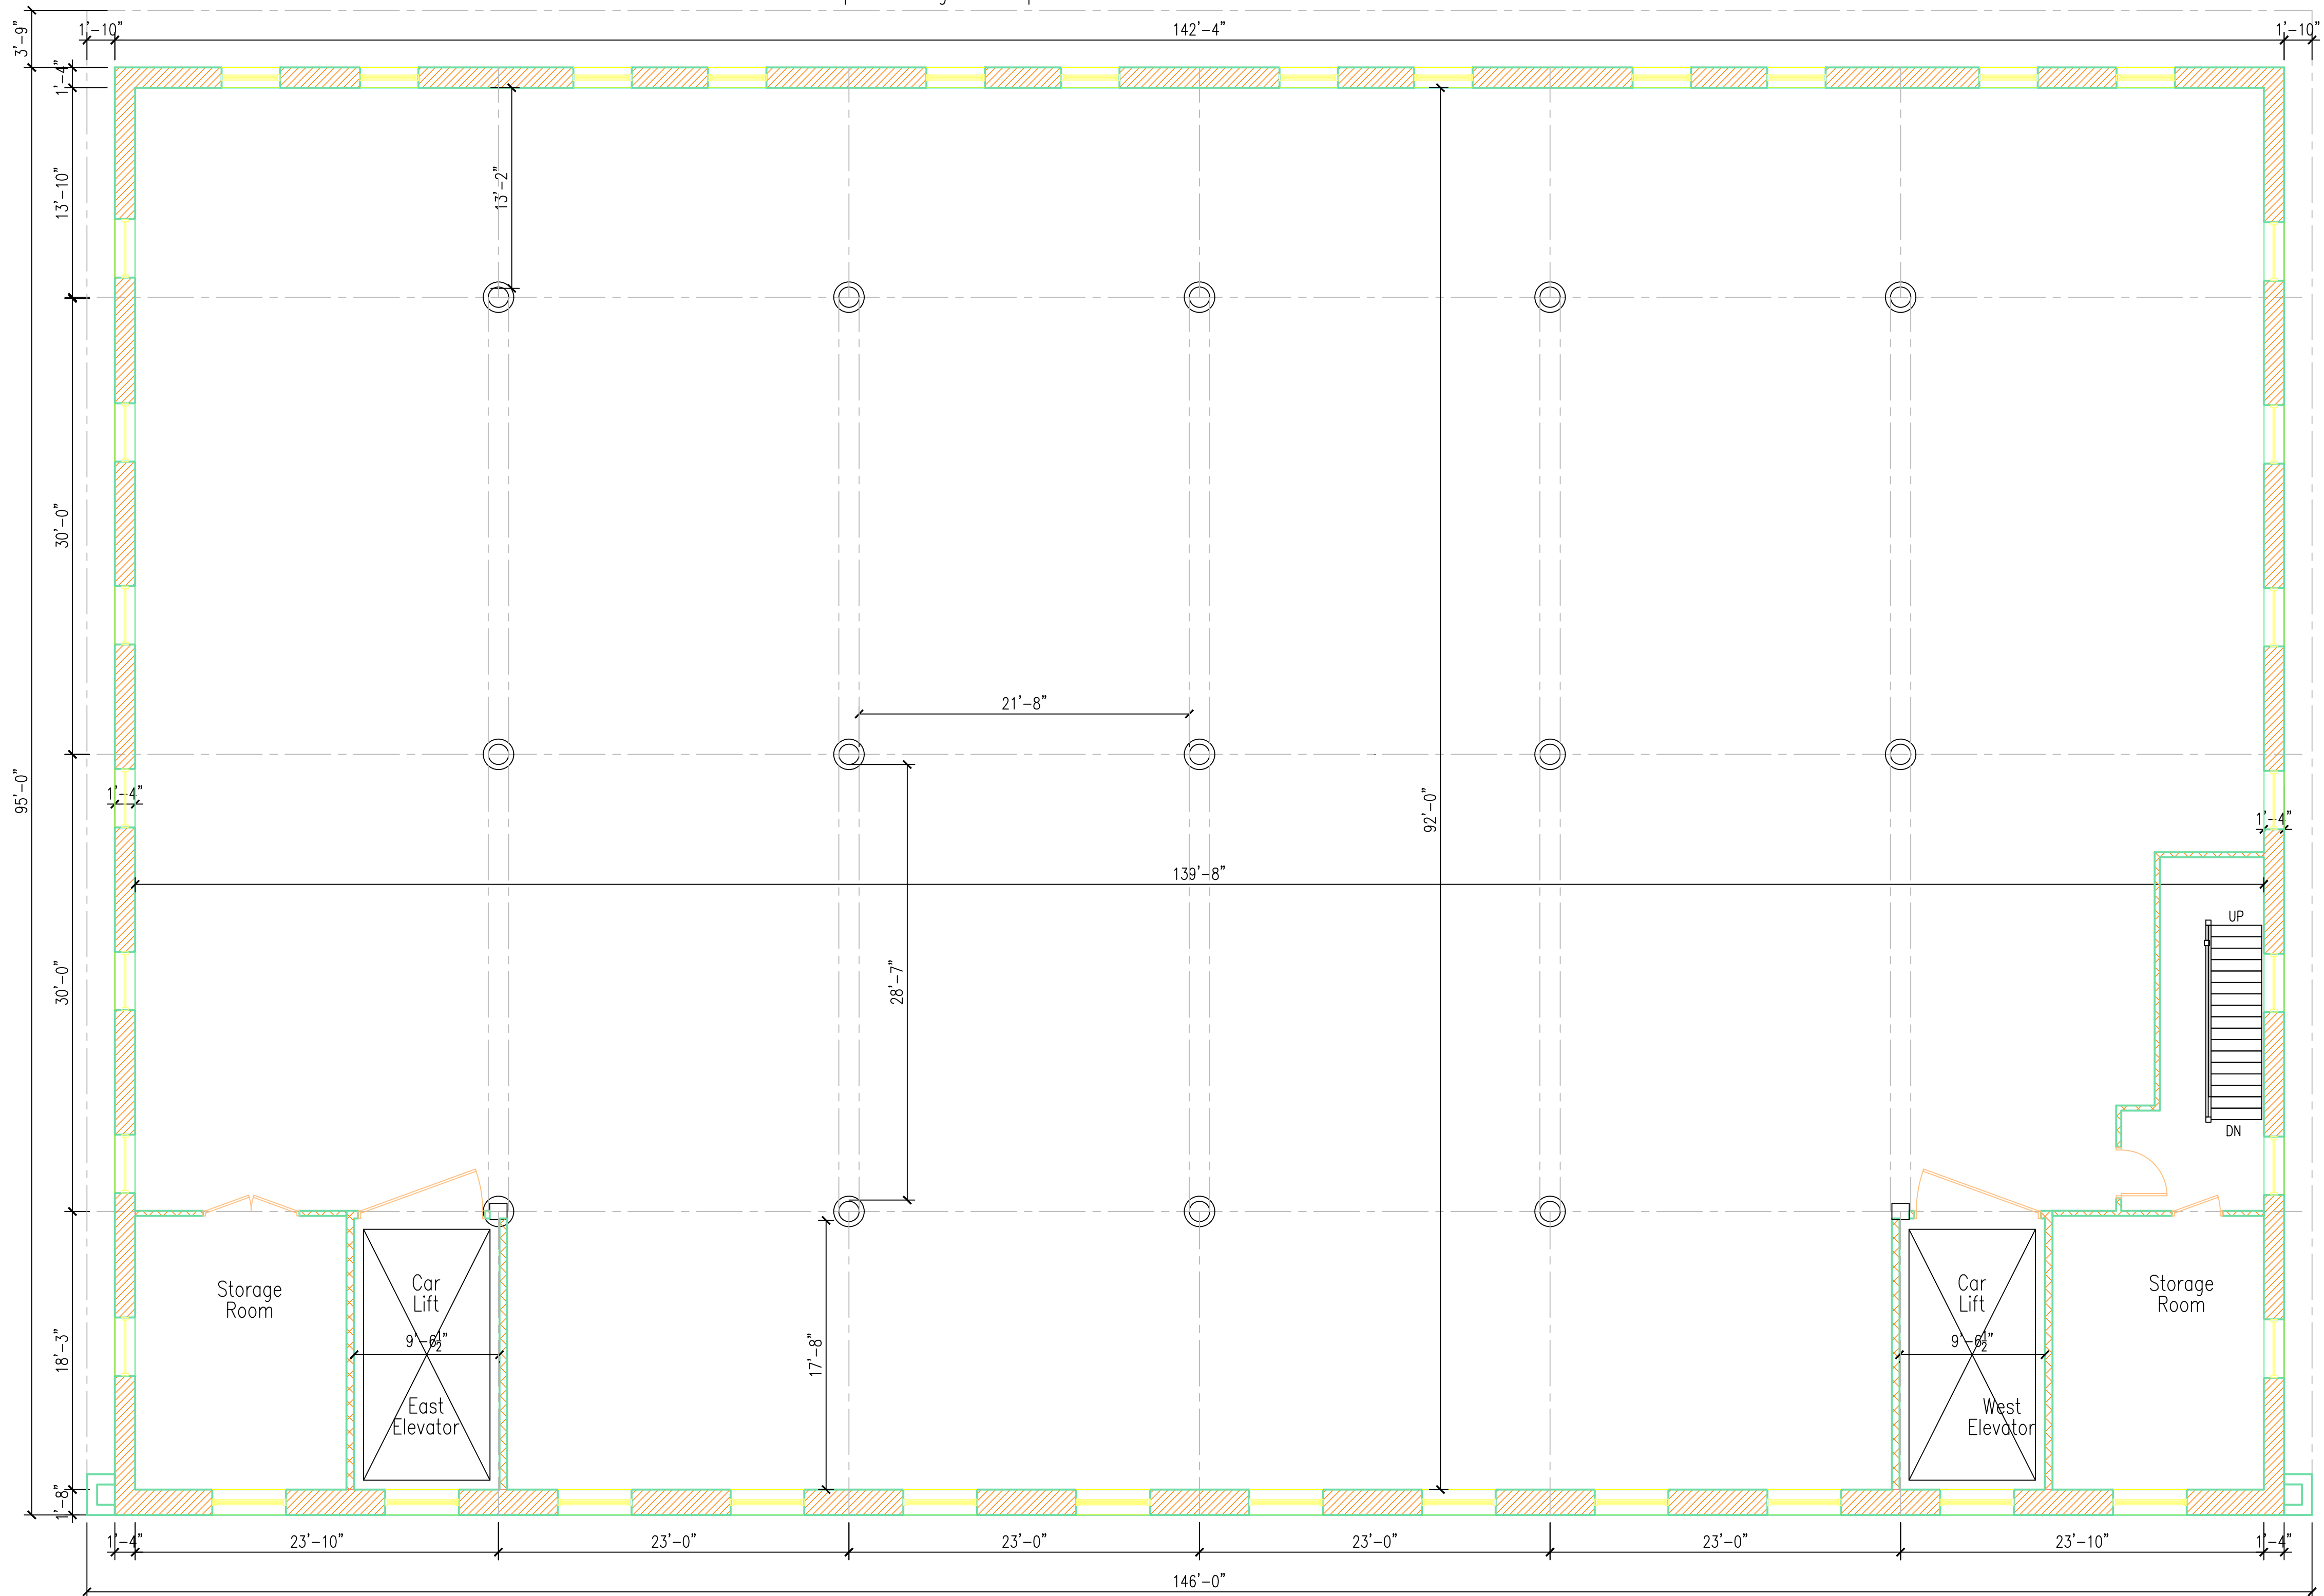 1'-10"
142'-4"
1'-10"
3'-9"
1'-4"
13'-10"
13'-2"
30'-0"
21'-8"
95'-0"
1'-4"
92'-0"
1'-4"
139'-8"
UP
30'-0"
28'-7"
DN
Storage
Room
Car
Lift
9'-6½"
East
Elevator
18'-3"
17'-8"
Car
Lift
9'-6½"
West
Elevator
Storage
Room
1'-8"
1'-4"
23'-10"
23'-0"
23'-0"
23'-0"
23'-0"
23'-10"
1'-4"
146'-0"